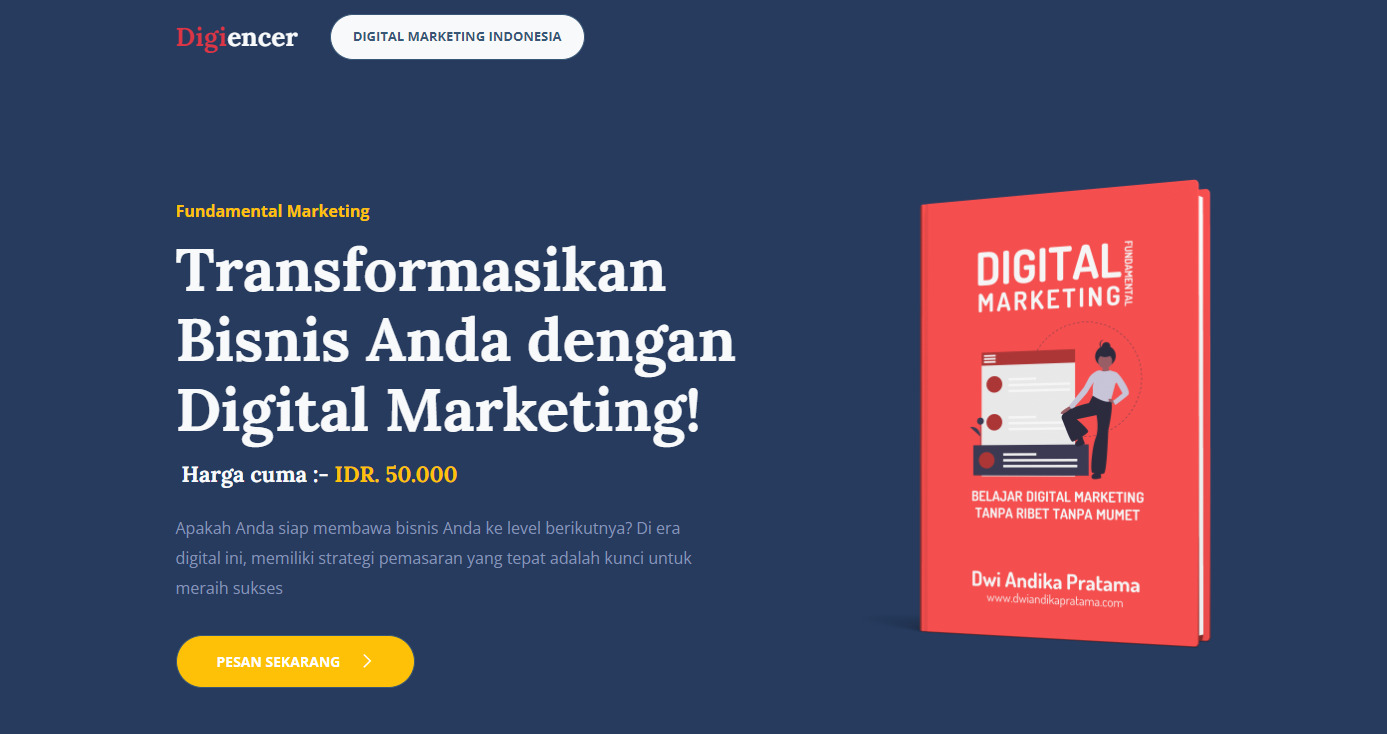 Digiencer
DIGITAL MARKETING INDONESIA
Fundamental Marketing
Transformasikan
Bisnis Anda dengan
Digital Marketing!
Harga cuma :- IDR. 50.000
Apakah Anda siap membawa bisnis Anda ke level berikutnya? Di era
digital ini, memiliki strategi pemasaran yang tepat adalah kunci untuk
meraih sukses
PESAN SEKARANG
DIGITAL
MARKETING
FUNDAMENTAL
BELAJAR DIGITAL MARKETING
TANPA RIBET TANPA MUMET
Dwi Andika Pratama
www.dwiandikapratama.com